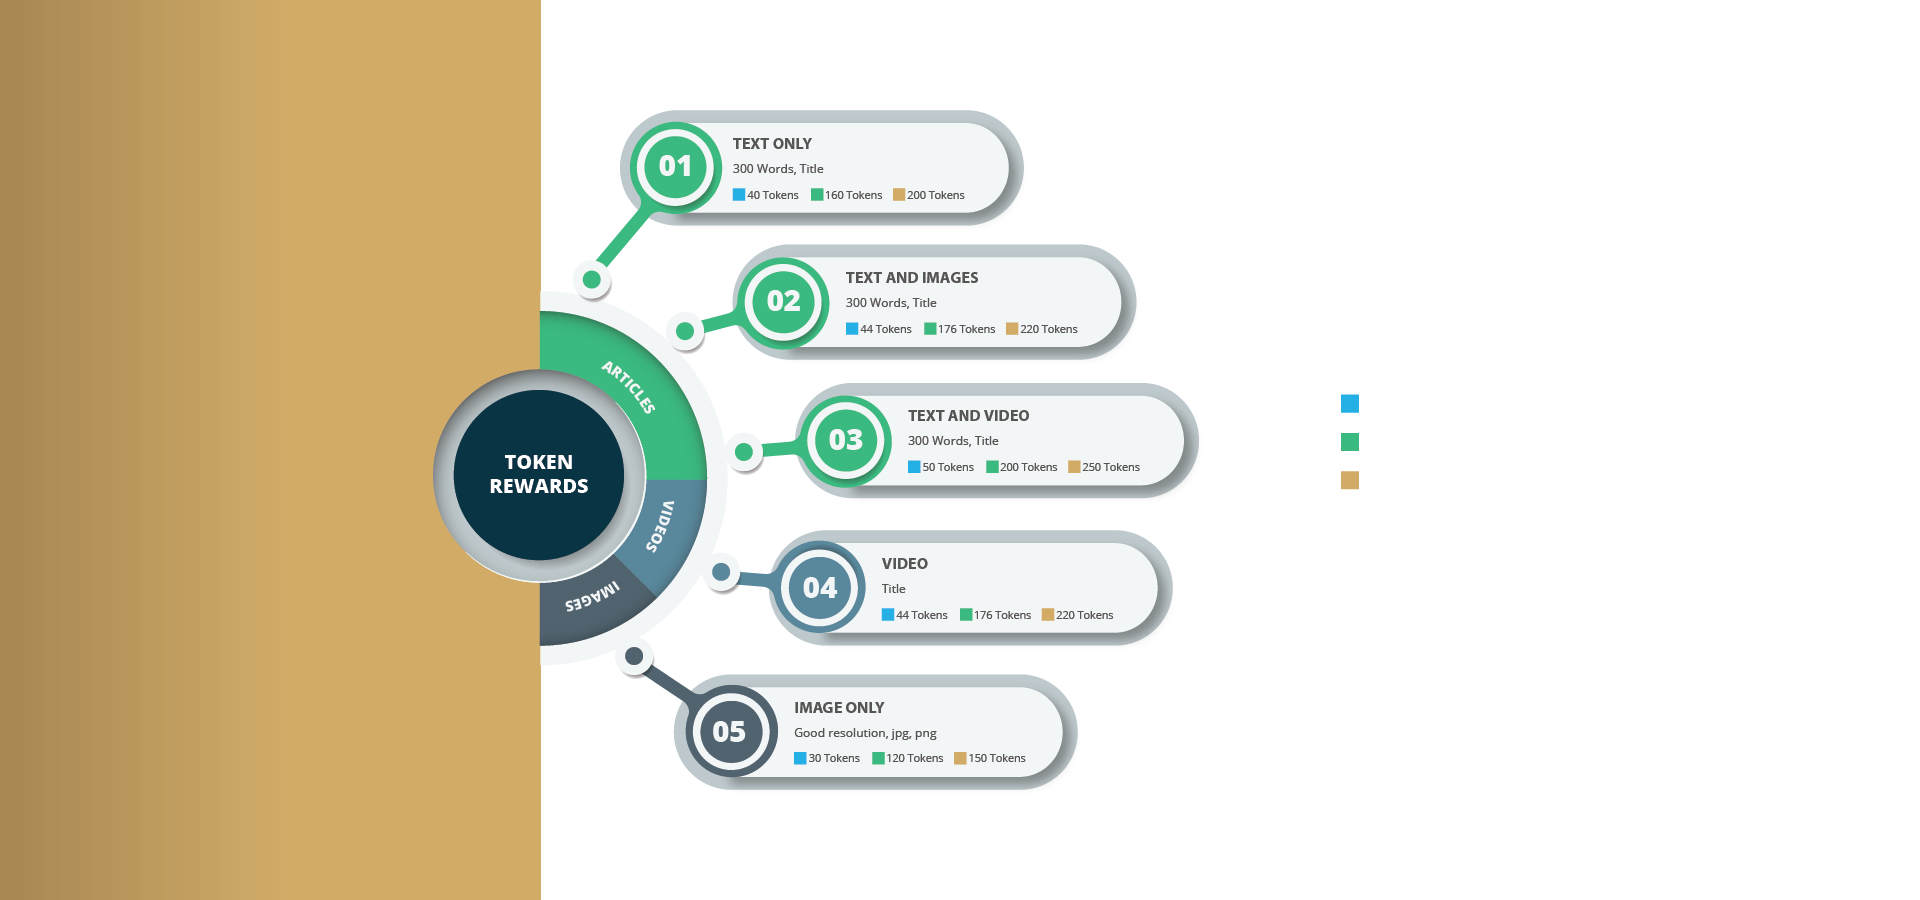 TOKEN
REWARDS
ARTICLES
VIDEOS
IMAGES
01
TEXT ONLY
300 Words, Title
40 Tokens 160 Tokens 200 Tokens
02
TEXT AND IMAGES
300 Words, Title
44 Tokens 176 Tokens 220 Tokens
03
TEXT AND VIDEO
300 Words, Title
50 Tokens 200 Tokens 250 Tokens
04
VIDEO
Title
44 Tokens 176 Tokens 220 Tokens
05
IMAGE ONLY
Good resolution, jpg, png
30 Tokens 120 Tokens 150 Tokens